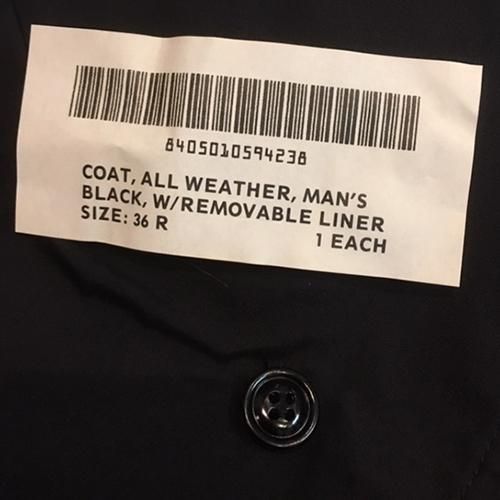 8405010594238
COAT, ALL WEATHER, MAN'S
BLACK, W/REMOVABLE LINER
SIZE: 36 R 1 EACH